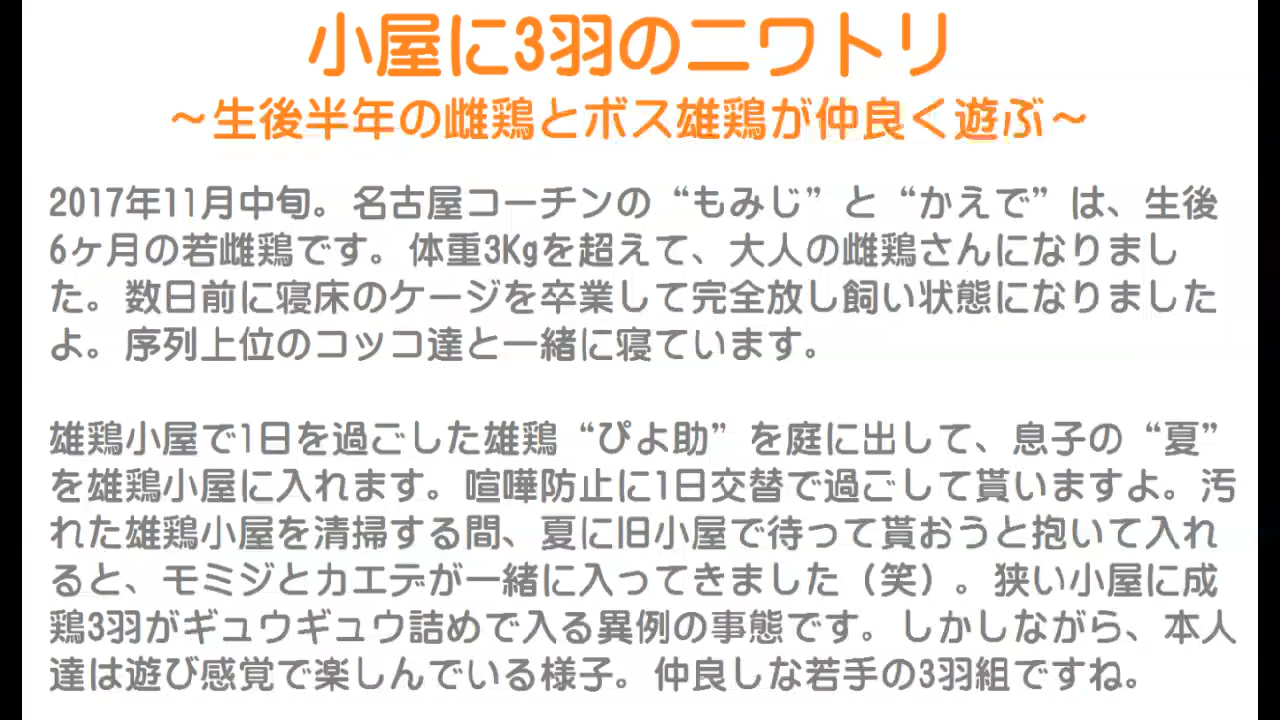 小屋に3羽のニワトリ
～生後半年の雌鶏とボス雄鶏が仲良く遊ぶ～
2017年11月中旬。名古屋コーチンの“もみじ”と“かえで”は、生後
6ヶ月の若雌鶏です。体重3Kgを超えて、大人の雌鶏さんになりまし
た。数日前に寝床のケージを卒業して完全放し飼い状態になりました
よ。序列上位のコッコ達と一緒に寝ています。
雄鶏小屋で1日を過ごした雄鶏“ぴよ助”を庭に出して、息子の“夏”
を雄鶏小屋に入れます。喧嘩防止に1日交替で過ごして貰いますよ。汚
れた雄鶏小屋を清掃する間、夏に旧小屋で待って貰おうと抱いて入れ
ると、モミジとカエデが一緒に入ってきました（笑）。狭い小屋に成
鶏3羽がギュウギュウ詰めで入る異例の事態です。しかしながら、本人
達は遊び感覚で楽しんでいる様子。仲良しな若手の3羽組ですね。